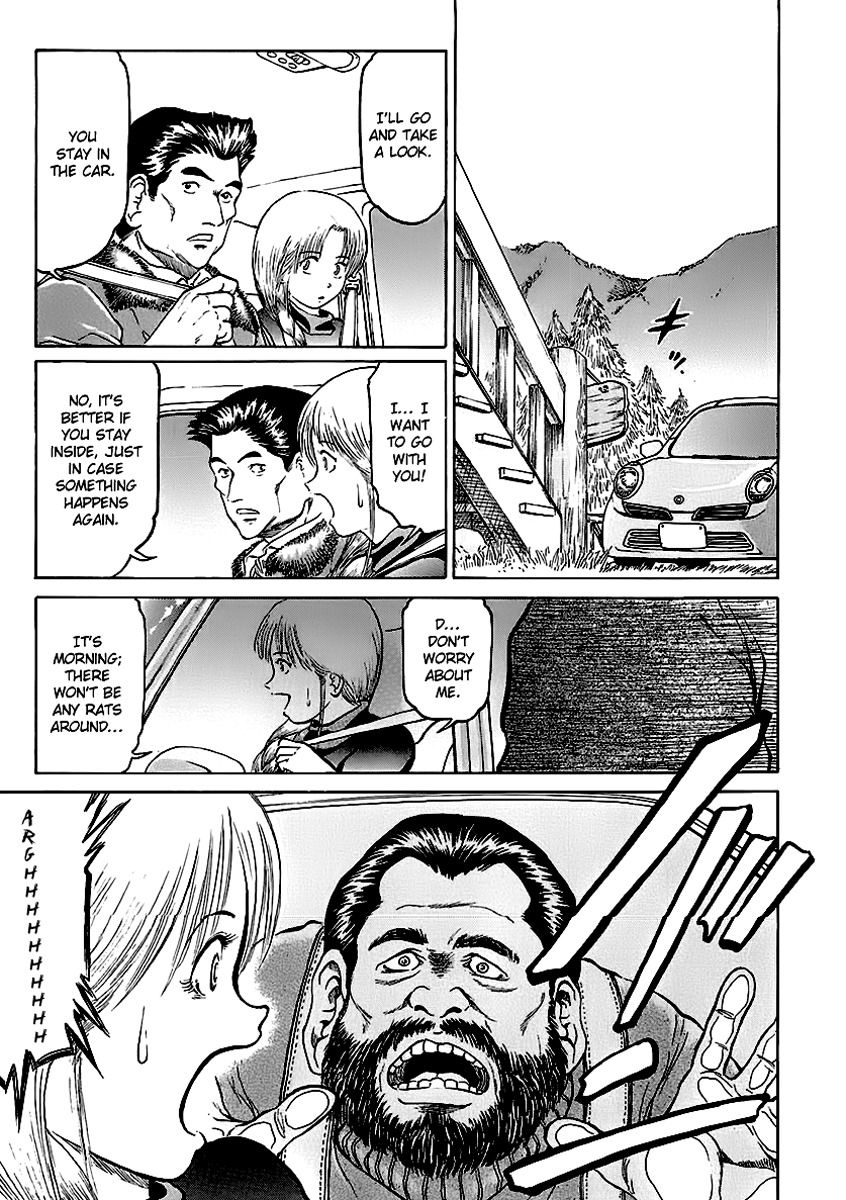 I'LL GO
AND TAKE
A LOOK.
YOU
STAY IN
THE CAR.
I... I
WANT
TO GO
WITH
YOU!
NO, IT'S
BETTER IF
YOU STAY
INSIDE, JUST
IN CASE
SOMETHING
HAPPENS
AGAIN.
D...
DON'T
WORRY
ABOUT
ME.
IT'S
MORNING;
THERE
WON'T BE
ANY RATS
AROUND...
ARGHHHHHHHHHH